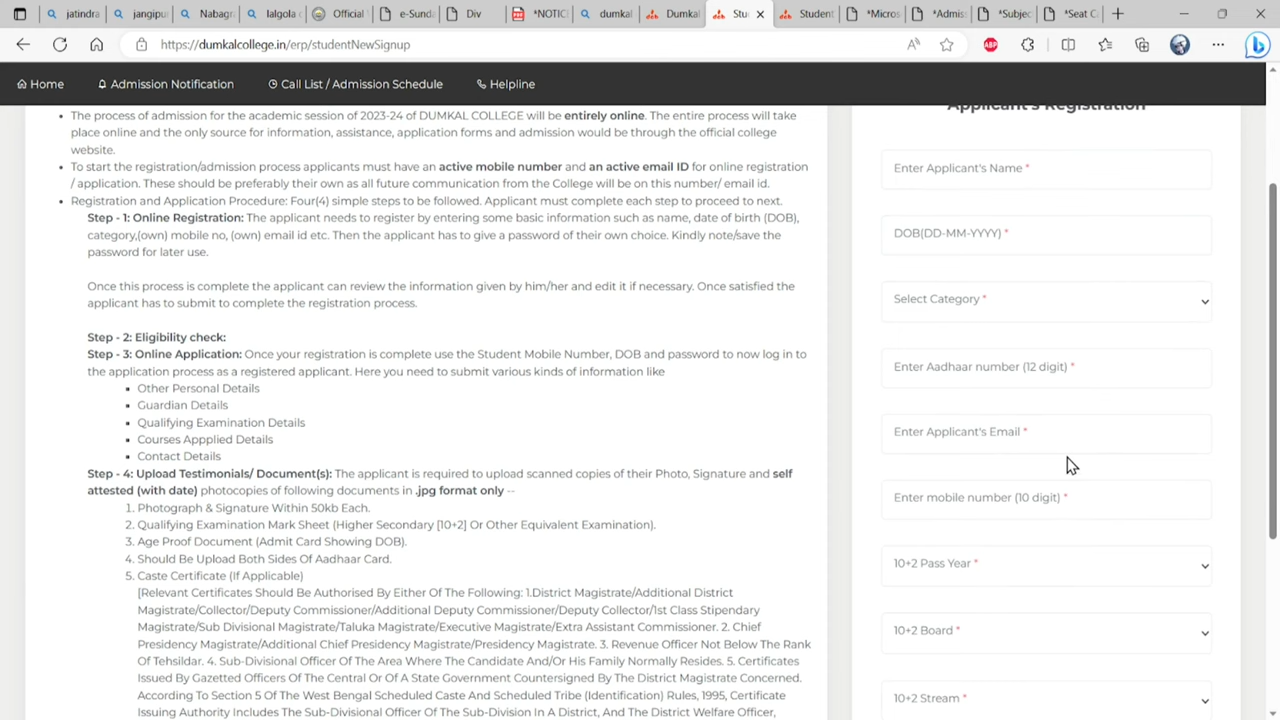 jatindra
jangipu
Nabagr
lalgola c
Official
e-Sunda
Div
*NOTIC
dumkal
Dumkal
Stu
Student
*Micros
*Admis
*Subjec
*Seat C
https://dumkalcollege.in/erp/studentNewSignup
ABP
Home
Admission Notification
Call List / Admission Schedule
Helpline
The process of admission for the academic session of 2023-24 of DUMKAL COLLEGE will be entirely online. The entire process will take
place online and the only source for information, assistance, application forms and admission would be through the official college
website.
To start the registration/admission process applicants must have an active mobile number and an active email ID for online registration
/ application. These should be preferably their own as all future communication from the College will be on this number/ email id.
Registration and Application Procedure: Four(4) simple steps to be followed. Applicant must complete each step to proceed to next.
Step - 1: Online Registration: The applicant needs to register by entering some basic information such as name, date of birth (DOB),
category,(own) mobile no, (own) email id etc. Then the applicant has to give a password of their own choice. Kindly note/save the
password for later use.
Once this process is complete the applicant can review the information given by him/her and edit it if necessary. Once satisfied the
applicant has to submit to complete the registration process.
Step - 2: Eligibility check:
Step - 3: Online Application: Once your registration is complete use the Student Mobile Number, DOB and password to now log in to
the application process as a registered applicant. Here you need to submit various kinds of information like
Other Personal Details
Guardian Details
Qualifying Examination Details
Courses Appplied Details
Contact Details
Step - 4: Upload Testimonials/ Document(s): The applicant is required to upload scanned copies of their Photo, Signature and self
attested (with date) photocopies of following documents in .jpg format only --
1. Photograph & Signature Within 50kb Each.
2. Qualifying Examination Mark Sheet (Higher Secondary [10+2] Or Other Equivalent Examination).
3. Age Proof Document (Admit Card Showing DOB).
4. Should Be Upload Both Sides Of Aadhaar Card.
5. Caste Certificate (If Applicable)
[Relevant Certificates Should Be Authorised By Either Of The Following: 1.District Magistrate/Additional District
Magistrate/Collector/Deputy Commissioner/Additional Deputy Commissioner/Deputy Collector/1st Class Stipendary
Magistrate/Sub Divisional Magistrate/Taluka Magistrate/Executive Magistrate/Extra Assistant Commissioner. 2. Chief
Presidency Magistrate/Additional Chief Presidency Magistrate/Presidency Magistrate. 3. Revenue Officer Not Below The Rank
Of Tehsildar. 4. Sub-Divisional Officer Of The Area Where The Candidate And/Or His Family Normally Resides. 5. Certificates
Issued By Gazetted Officers Of The Central Or Of A State Government Countersigned By The District Magistrate Concerned.
According To Section 5 Of The West Bengal Scheduled Caste And Scheduled Tribe (Identification) Rules, 1995, Certificate
Issuing Authority Includes The Sub-Divisional Officer Of The Sub-Division In A District, And The District Welfare Officer,
Applicant's Registration
Enter Applicant's Name *
DOB(DD-MM-YYYY) *
Select Category *
Enter Aadhaar number (12 digit) *
Enter Applicant's Email *
Enter mobile number (10 digit) *
10+2 Pass Year *
10+2 Board *
10+2 Stream *